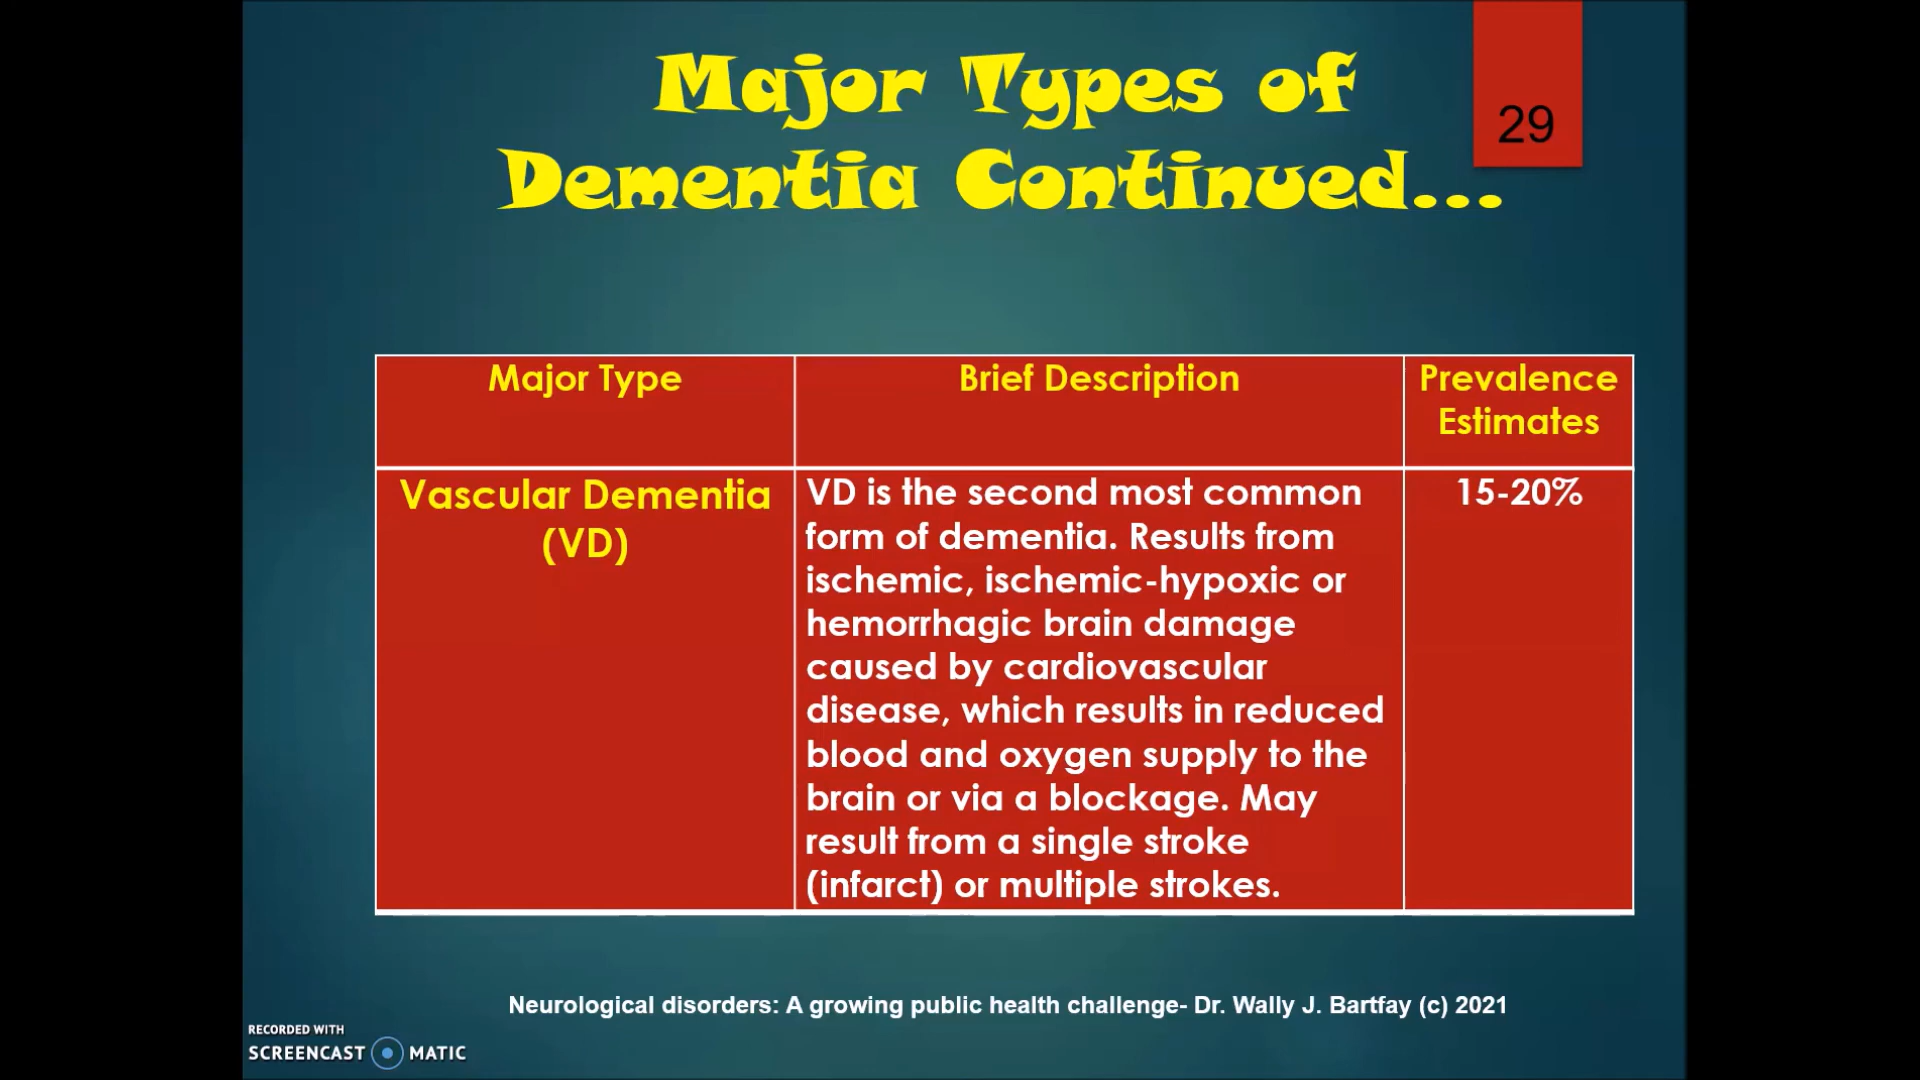 Major Types of
29
Dementia Continued...
Major Type
Brief Description
Prevalence
Estimates
Vascular Dementia
(VD)
VD is the second most common
form of dementia. Results from
ischemic, ischemic-hypoxic or
hemorrhagic brain damage
caused by cardiovascular
disease, which results in reduced
blood and oxygen supply to the
brain or via a blockage. May
result from a single stroke
(infarct) or multiple strokes.
15-20%
Neurological disorders: A growing public health challenge- Dr. Wally J. Bartfay (c) 2021
RECORDED WITH
SCREENCAST MATIC